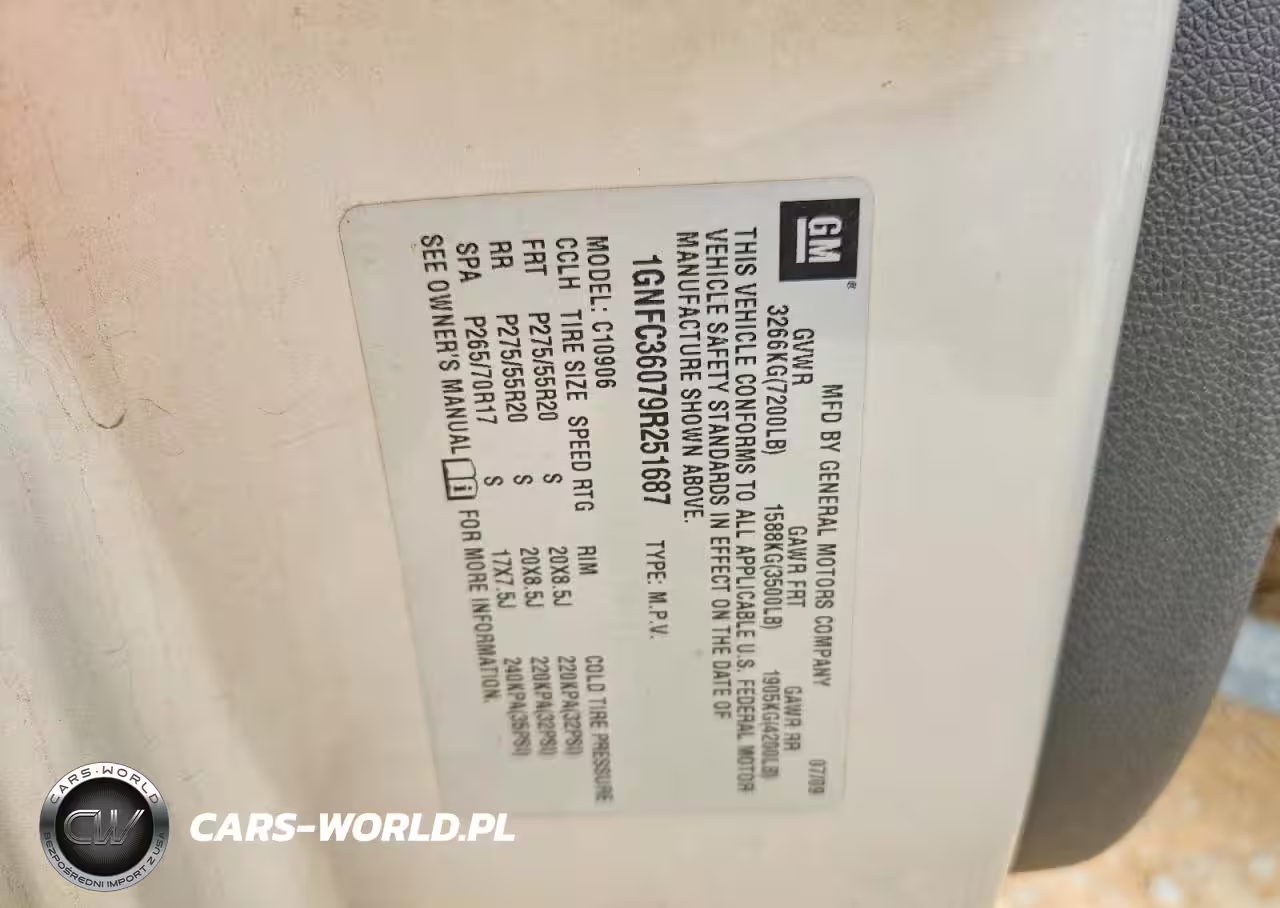 GM®
MFD BY GENERAL MOTORS COMPANY 07/09
GVWR GAWR FRT GAWR RR
3266KG(7200LB) 1588KG(3500LB) 1905KG(4200LB)
THIS VEHICLE CONFORMS TO ALL APPLICABLE U.S. FEDERAL MOTOR
VEHICLE SAFETY STANDARDS IN EFFECT ON THE DATE OF
MANUFACTURE SHOWN ABOVE.
1GNFC36079R251687 TYPE: M.P.V.
MODEL: C10906
CCLH TIRE SIZE SPEED RTG RIM COLD TIRE PRESSURE
FRT P275/55R20 S 20X8.5J 220KPA(32PSI)
RR P275/55R20 S 20X8.5J 220KPA(32PSI)
SPA P265/70R17 S 17X7.5J 240KPA(35PSI)
SEE OWNER'S MANUAL FOR MORE INFORMATION.
CARS-WORLD
CW
BEZPOŚREDNI IMPORT Z USA
CARS-WORLD.PL